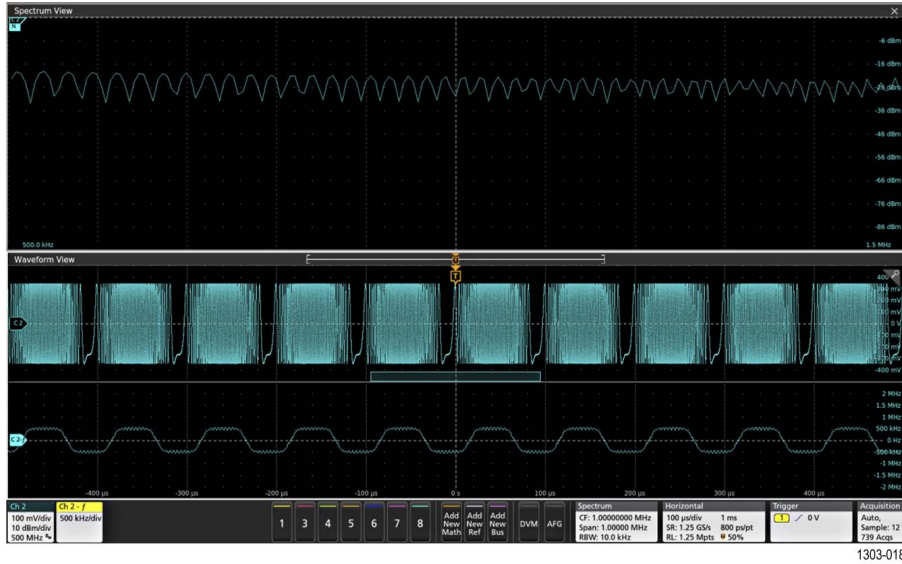 Spectrum View
-6 dBm
-16 dBm
-26 dBm
-36 dBm
-46 dBm
-56 dBm
-66 dBm
-76 dBm
-86 dBm
500.0 kHz
1.5 MHz
Waveform View
T
T
C 2
0 V
-400 mV
2 MHz
1.5 MHz
1 MHz
500 kHz
0 Hz
-500 kHz
-1 MHz
-1.5 MHz
-2 MHz
-400 µs
-300 µs
-200 µs
-100 µs
0 s
100 µs
200 µs
300 µs
400 µs
Ch 2
100 mV/div
10 dBm/div
500 MHz
Ch 2 - f
500 kHz/div
1
3
4
5
6
7
8
Add New Math
Add New Ref
Add New Bus
DVM
AFG
Spectrum
CF: 1.00000000 MHz
Span: 1.00000 MHz
RBW: 10.0 kHz
Horizontal
100 µs/div 1 ms
SR: 1.25 GS/s 800 ps/pt
RL: 1.25 Mpts 50%
Trigger
1 0 V
Acquisition
Auto,
Sample: 12
739 Acqs
1303-018